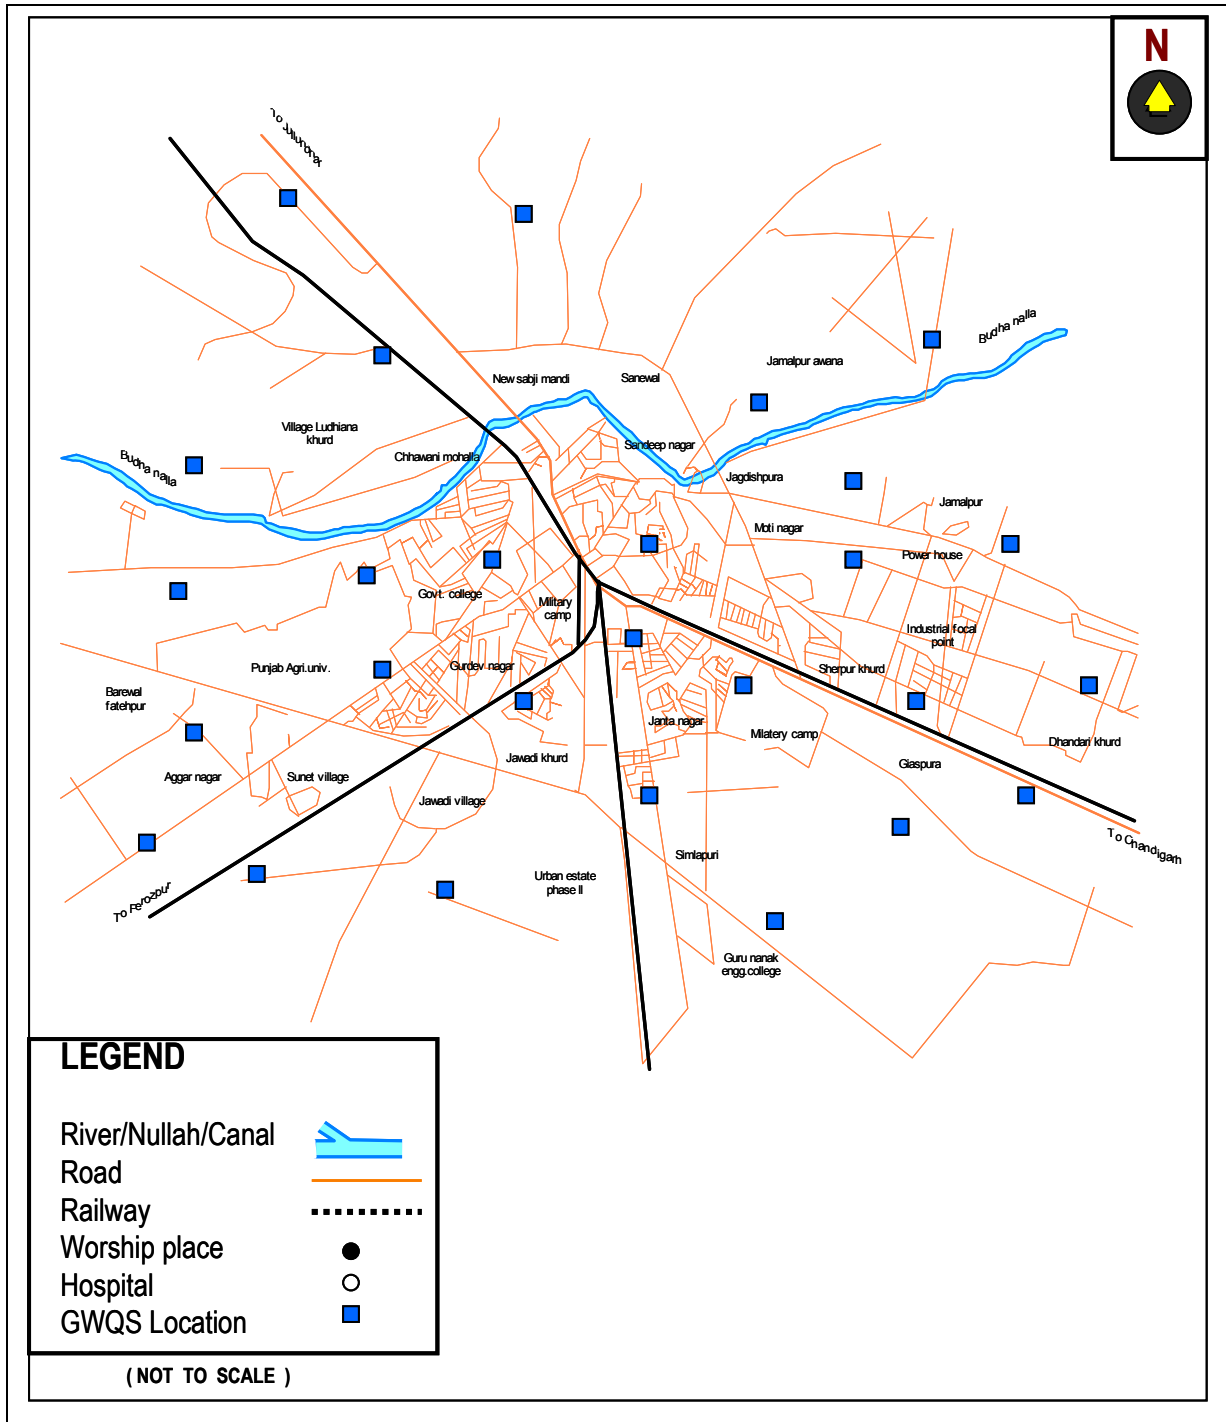 N
To Jullundhar
Budha nalla
Jamalpur awana
New sabji mandi
Sanewal
Village Ludhiana
khurd
Sandeep nagar
Chhawani mohalla
Budha nalla
Jagdishpura
Jamalpur
Moti nagar
Power house
Govt. college
Military
camp
Industrial focal
point
Punjab Agri.univ.
Gurdev nagar
Sherpur khurd
Barewal
fatehpur
Janta nagar
Milatery camp
Dhandari khurd
Jawadi khurd
Giaspura
Aggar nagar
Sunet village
Jawadi village
To Chandigarh
Simlapuri
Urban estate
phase II
To Ferozpur
Guru nanak
engg.college
LEGEND
River/Nullah/Canal
Road
Railway
Worship place
Hospital
GWQS Location
( NOT TO SCALE )